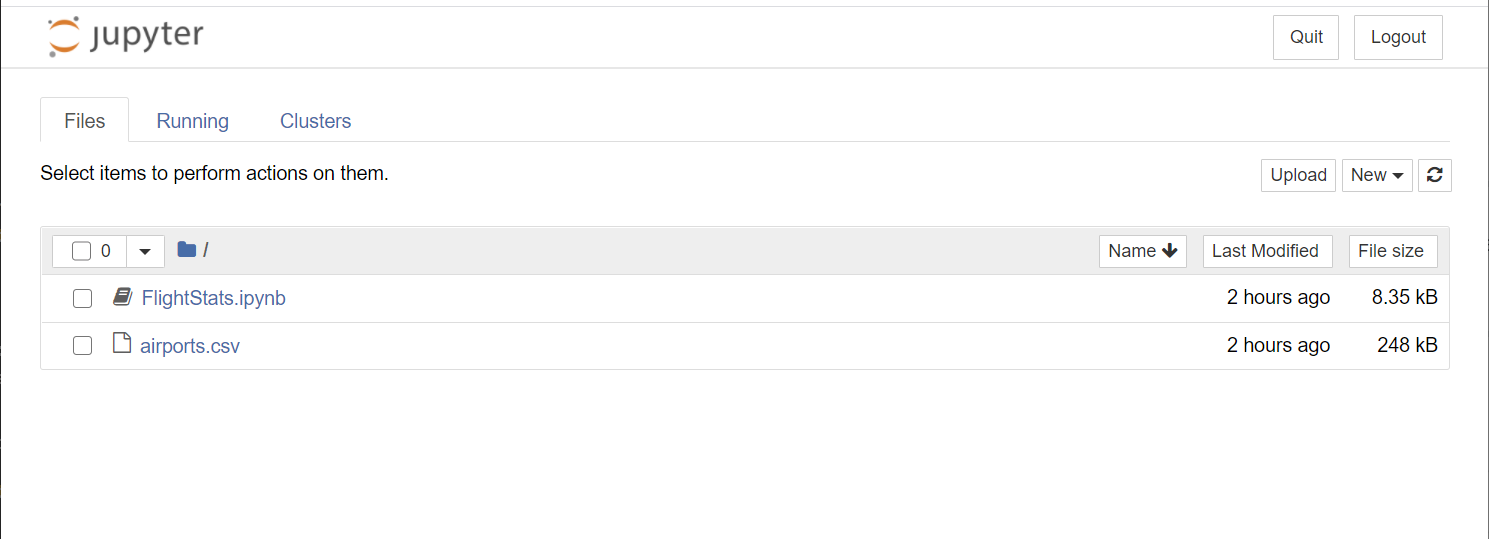 jupyter
Quit Logout
Files Running Clusters
Select items to perform actions on them.
Upload New
0 / Name Last Modified File size
FlightStats.ipynb 2 hours ago 8.35 kB
airports.csv 2 hours ago 248 kB